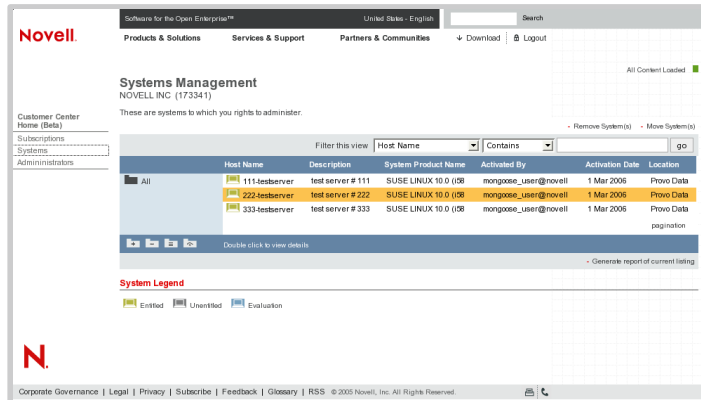 Software for the Open Enterprise™ United States - English Search
Novell.
Products & Solutions Services & Support Partners & Communities Download Logout
All Content Loaded
Systems Management
NOVELL INC (173341)
These are systems to which you rights to administer.
Customer Center
Home (Beta)
Subscriptions
Systems
Admininistrators
- Remove System(s) - Move System(s)
Filter this view Host Name Contains go
Host Name Description System Product Name Activated By Activation Date Location
All
111-testserver test server # 111 SUSE LINUX 10.0 (i58 mongoose_user@novell 1 Mar 2006 Provo Data
222-testserver test server # 222 SUSE LINUX 10.0 (i58 mongoose_user@novell 1 Mar 2006 Provo Data
333-testserver test server # 333 SUSE LINUX 10.0 (i58 mongoose_user@novell 1 Mar 2006 Provo Data
pagination
Double click to view details
- Generate report of current listing
System Legend
Entitled Unentitled Evaluation
N.
Corporate Governance | Legal | Privacy | Subscribe | Feedback | Glossary | RSS © 2005 Novell, Inc. All Rights Reserved.